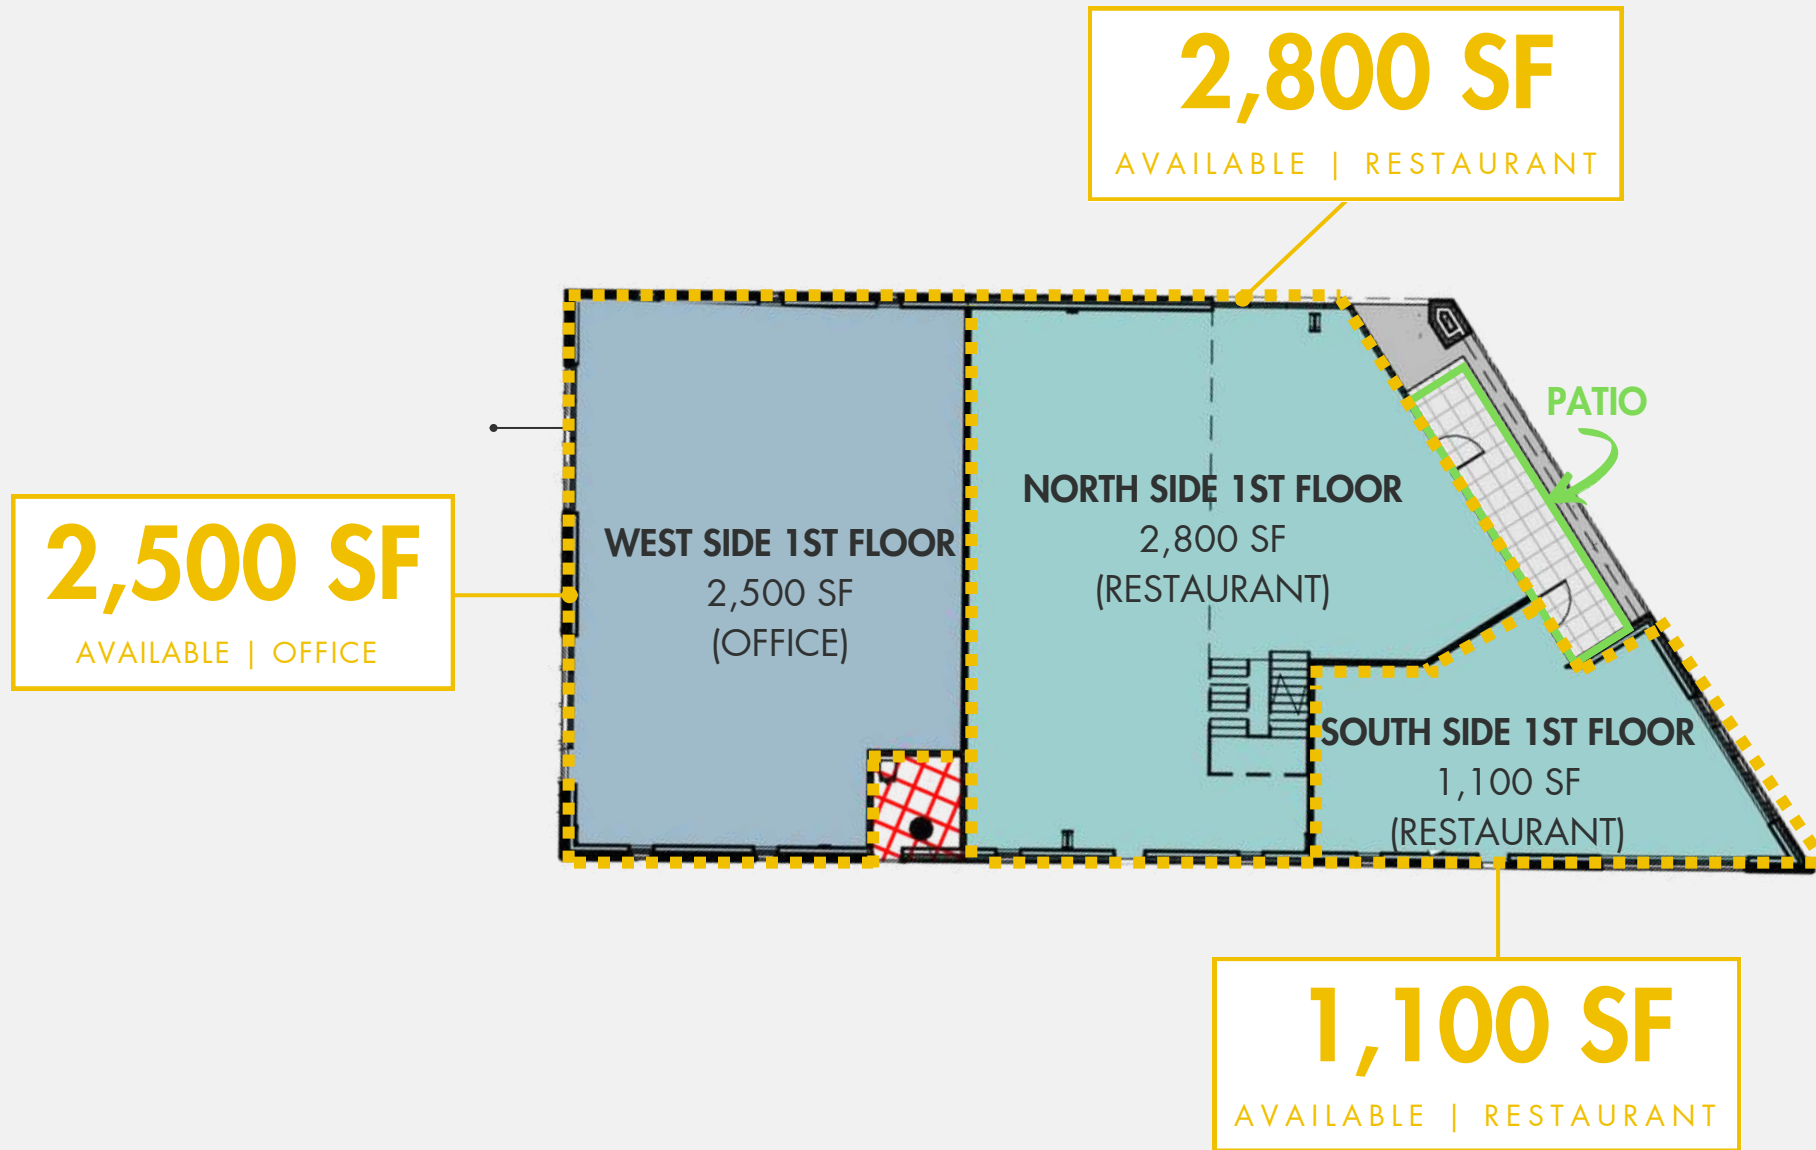 2,800 SF
AVAILABLE | RESTAURANT
PATIO
NORTH SIDE 1ST FLOOR
2,800 SF
(RESTAURANT)
WEST SIDE 1ST FLOOR
2,500 SF
(OFFICE)
2,500 SF
AVAILABLE | OFFICE
SOUTH SIDE 1ST FLOOR
1,100 SF
(RESTAURANT)
1,100 SF
AVAILABLE | RESTAURANT